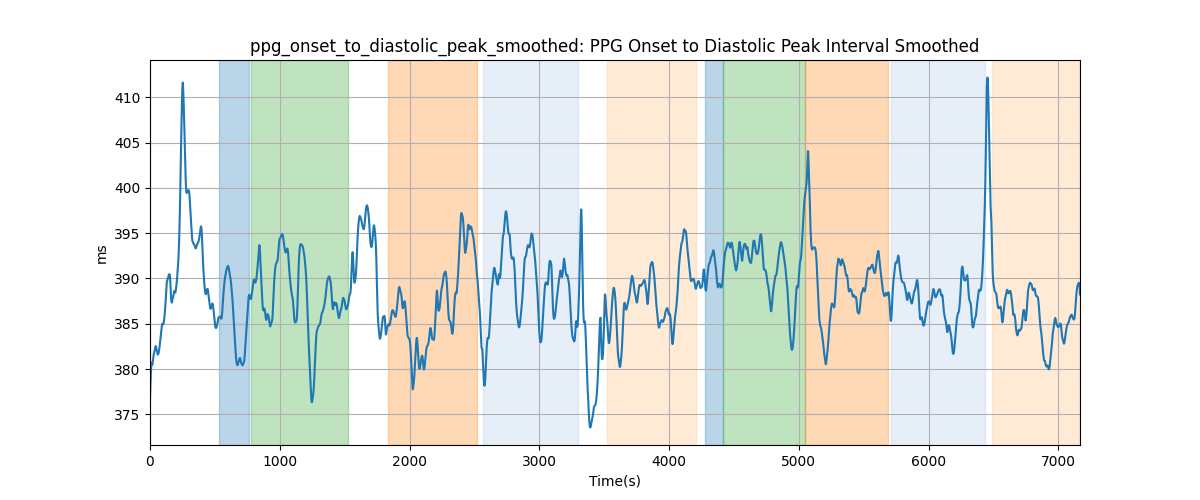 ppg_onset_to_diastolic_peak_smoothed: PPG Onset to Diastolic Peak Interval Smoothed
410
405
400
395
390
385
380
375
ms
0 1000 2000 3000 4000 5000 6000 7000
Time(s)